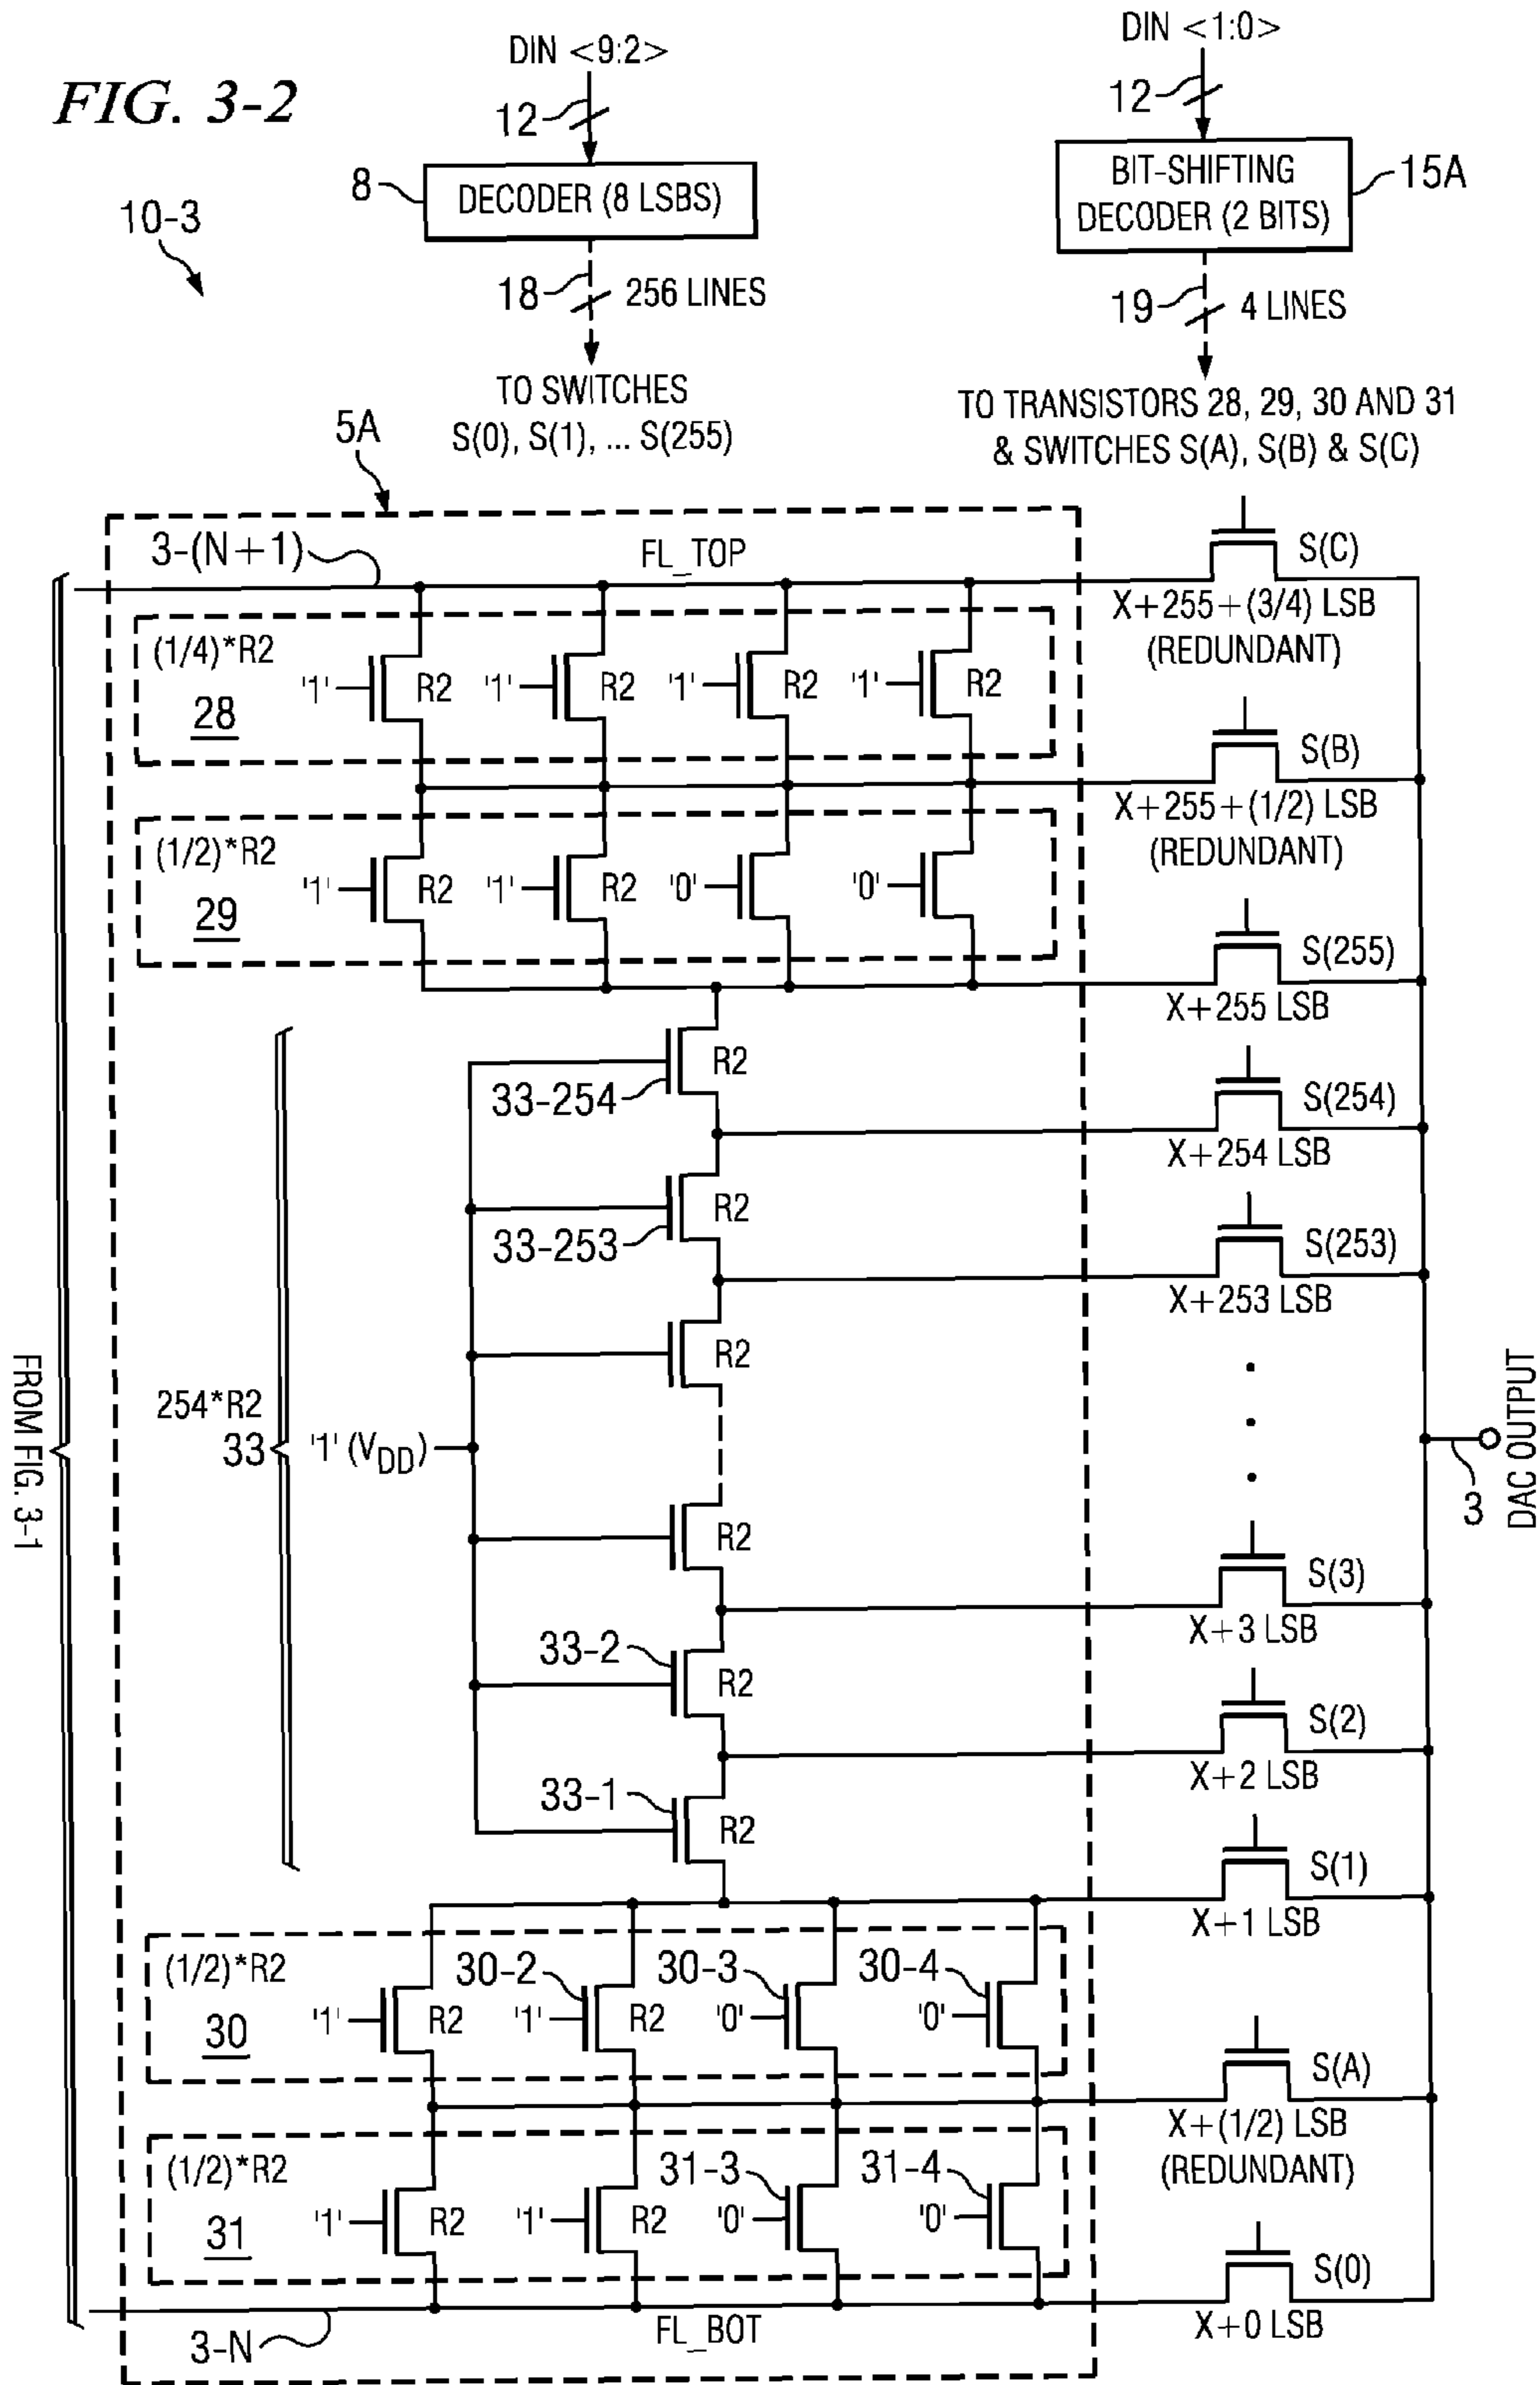 FIG. 3-2
DIN <9:2>
DIN <1:0>
12
12
8
DECODER (8 LSBS)
BIT-SHIFTING
DECODER (2 BITS)
15A
10-3
18
256 LINES
19
4 LINES
TO SWITCHES
S(0), S(1), ... S(255)
TO TRANSISTORS 28, 29, 30 AND 31
& SWITCHES S(A), S(B) & S(C)
5A
3-(N+1)
FL_TOP
S(C)
X+255+(3/4) LSB
(REDUNDANT)
(1/4)*R2
28
'1' R2 '1' R2 '1' R2 '1' R2
S(B)
X+255+(1/2) LSB
(REDUNDANT)
(1/2)*R2
29
'1' R2 '1' R2 '0' '0'
S(255)
X+255 LSB
R2
33-254
S(254)
X+254 LSB
R2
33-253
S(253)
X+253 LSB
R2
FROM FIG. 3-1
254*R2
33
'1' (VDD)
DAC OUTPUT
3
R2
S(3)
X+3 LSB
33-2
R2
S(2)
X+2 LSB
33-1
R2
S(1)
X+1 LSB
(1/2)*R2
30
30-2
30-3
30-4
'1' R2 '1' R2 '0' '0'
S(A)
X+(1/2) LSB
(REDUNDANT)
(1/2)*R2
31
31-3
31-4
'1' R2 '1' R2 '0' '0'
S(0)
X+0 LSB
3-N
FL_BOT